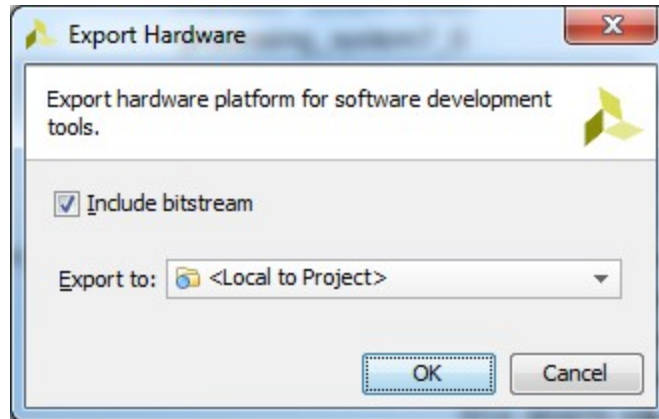 Export Hardware
Export hardware platform for software development
tools.
Include bitstream
Export to: <Local to Project>
OK Cancel